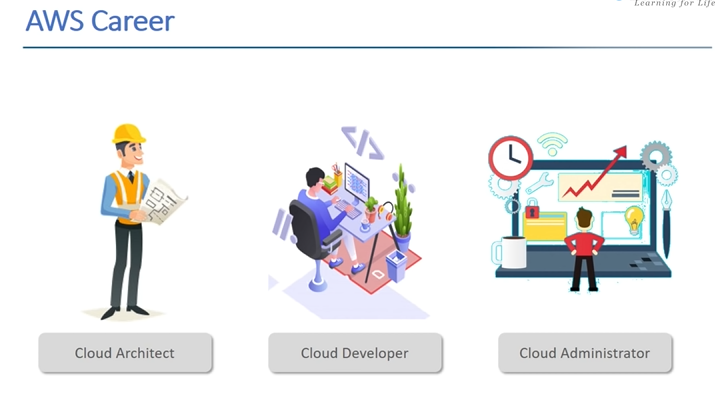 Learning for Life
AWS Career
</>
Cloud Architect
Cloud Developer
Cloud Administrator